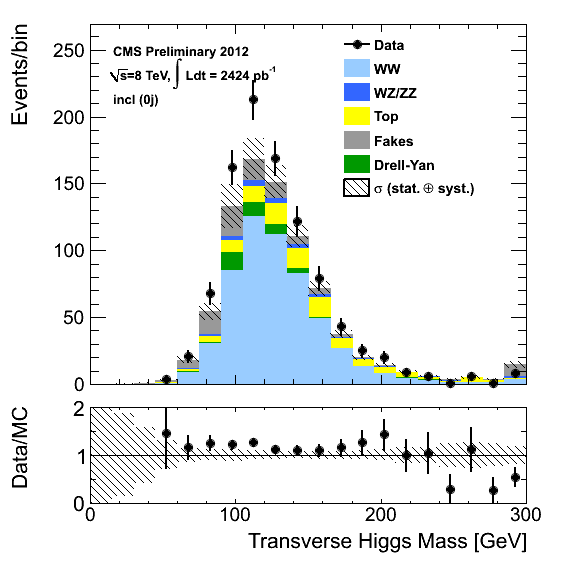 Events/bin
250
200
150
100
50
0
CMS Preliminary 2012
√s=8 TeV, ∫ Ldt = 2424 pb⁻¹
incl (0j)
Data
WW
WZ/ZZ
Top
Fakes
Drell-Yan
σ (stat. ⊕ syst.)
Data/MC
2
1
0
0 100 200 300
Transverse Higgs Mass [GeV]